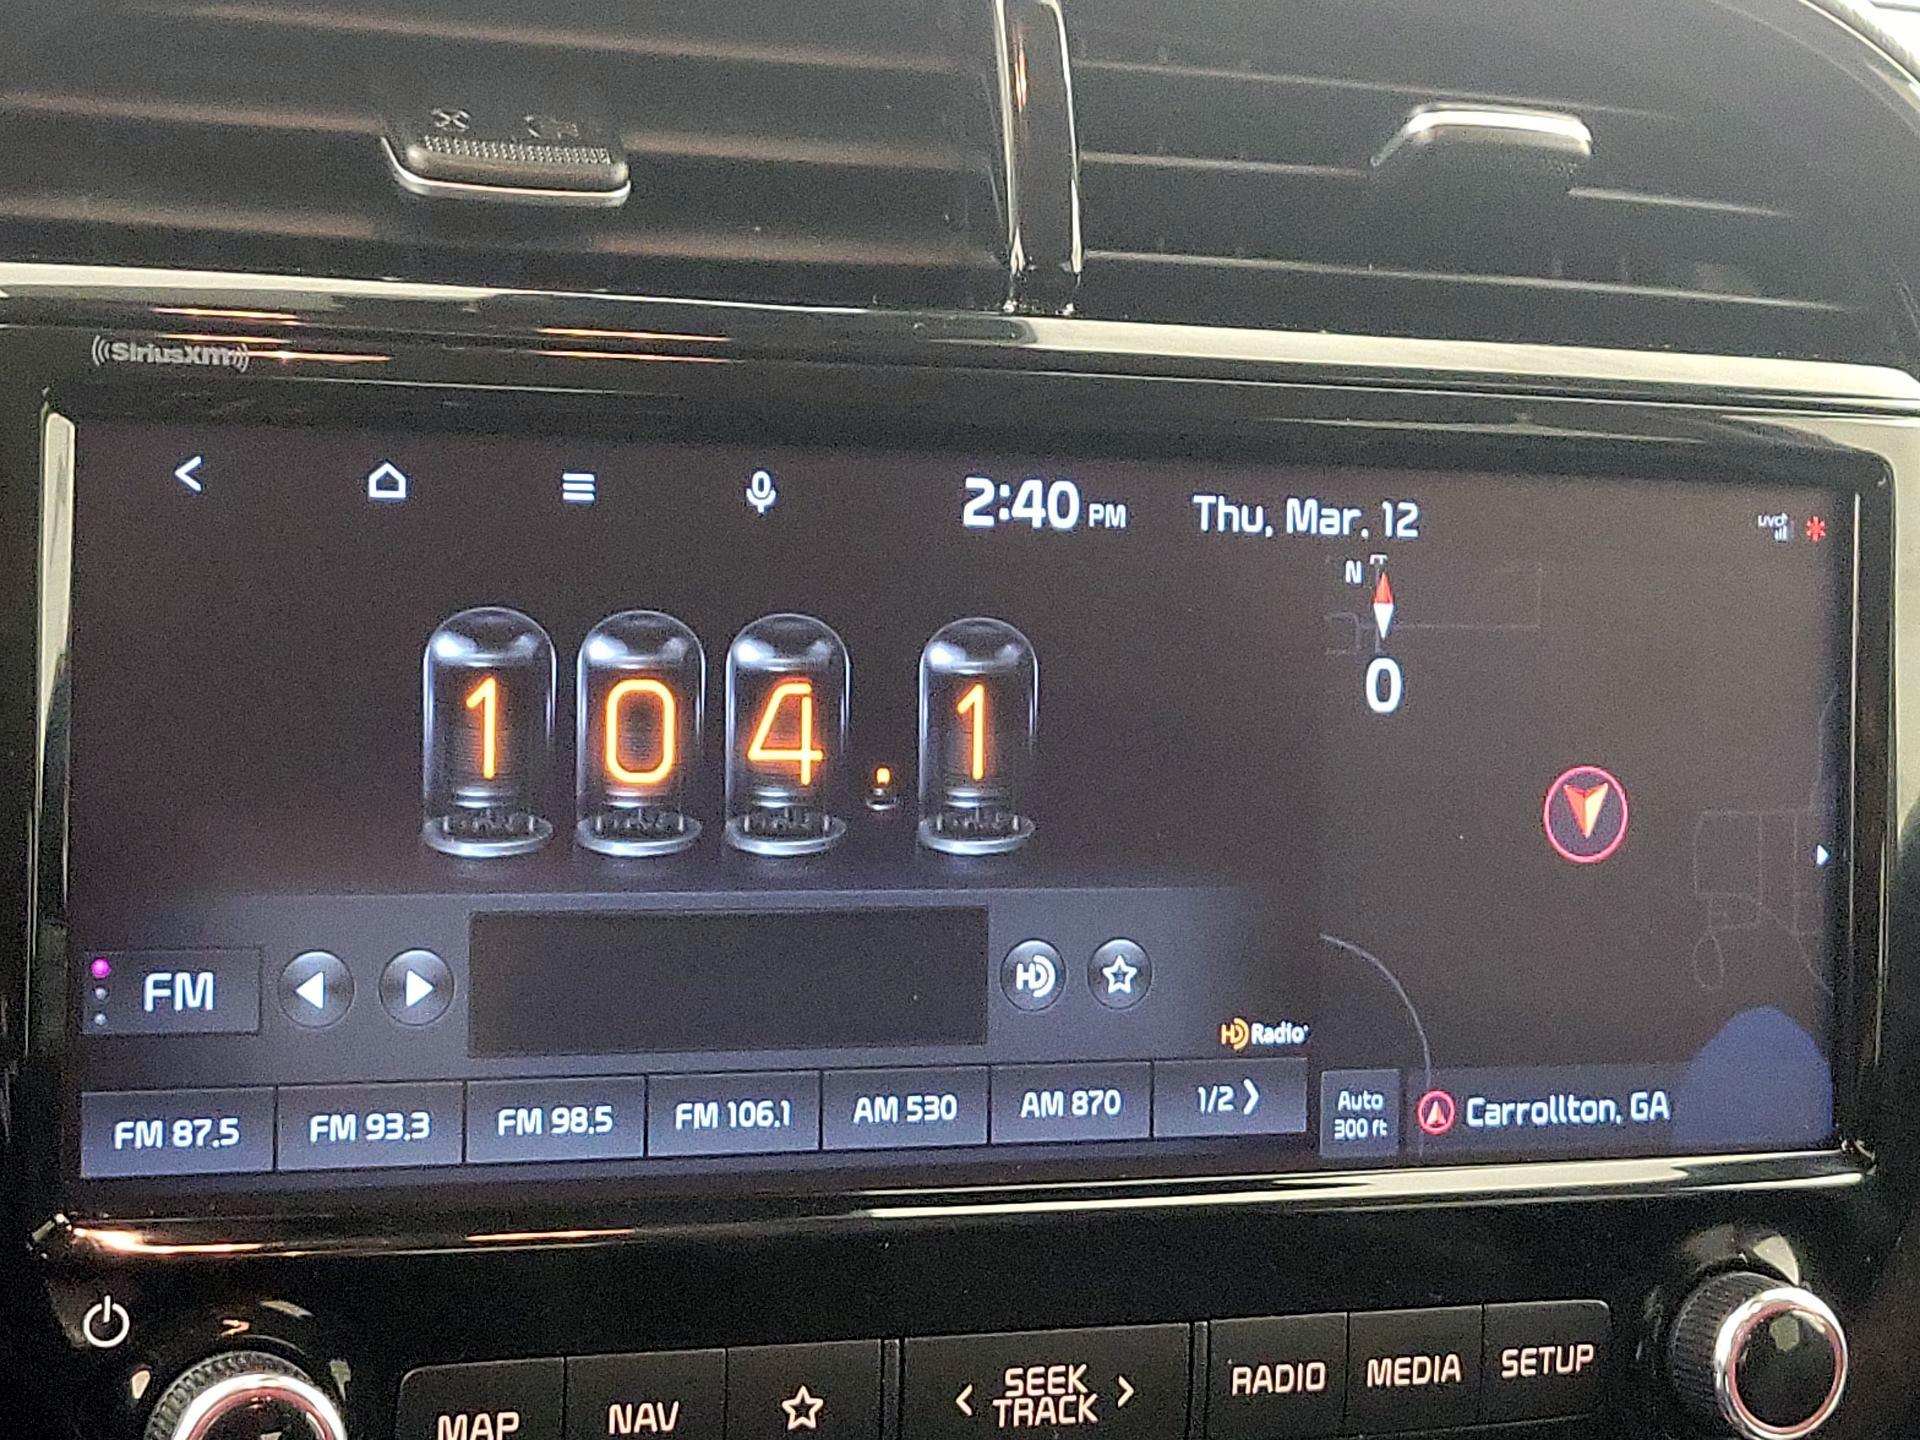 SiriusXM
2:40 PM
Thu, Mar. 12
UVO
N
0
104.1
FM
HD
HD Radio
FM 87.5
FM 93.3
FM 98.5
FM 106.1
AM 530
AM 870
1/2 >
Auto
300 ft
Carrollton, GA
MAP
NAV
< SEEK >
TRACK
RADIO
MEDIA
SETUP